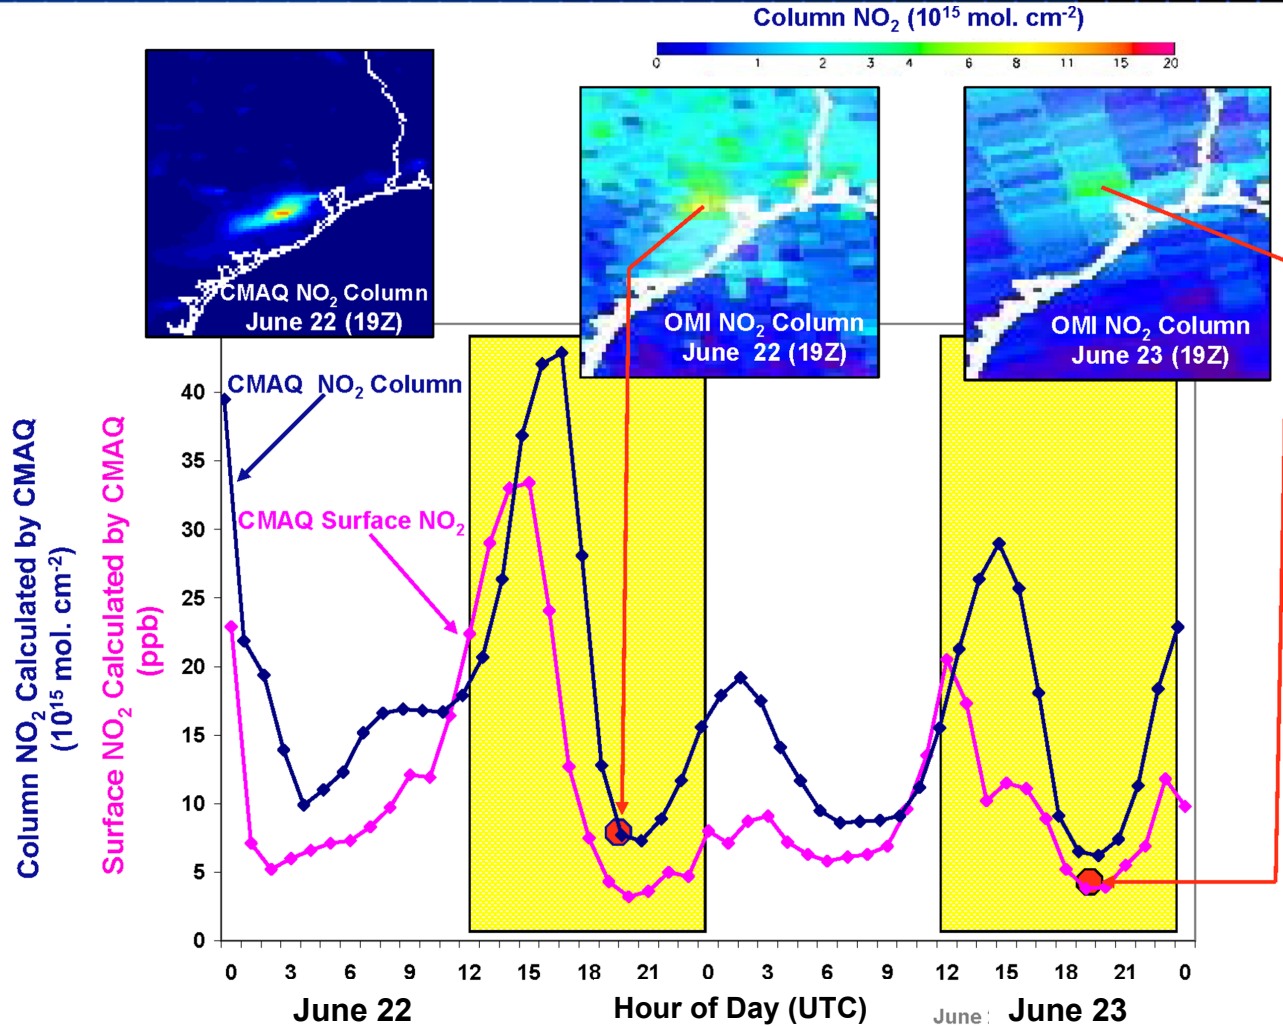 Column NO₂ (10¹⁵ mol. cm⁻²)
0 1 2 3 4 6 8 11 15 20
CMAQ NO₂ Column
June 22 (19Z)
OMI NO₂ Column
June 22 (19Z)
OMI NO₂ Column
June 23 (19Z)
CMAQ NO₂ Column
CMAQ Surface NO₂
Column NO₂ Calculated by CMAQ
(10¹⁵ mol. cm⁻²)
Surface NO₂ Calculated by CMAQ
(ppb)
40
35
30
25
20
15
10
5
0
0 3 6 9 12 15 18 21 0 3 6 9 12 15 18 21 0
June 22 Hour of Day (UTC) June June 23